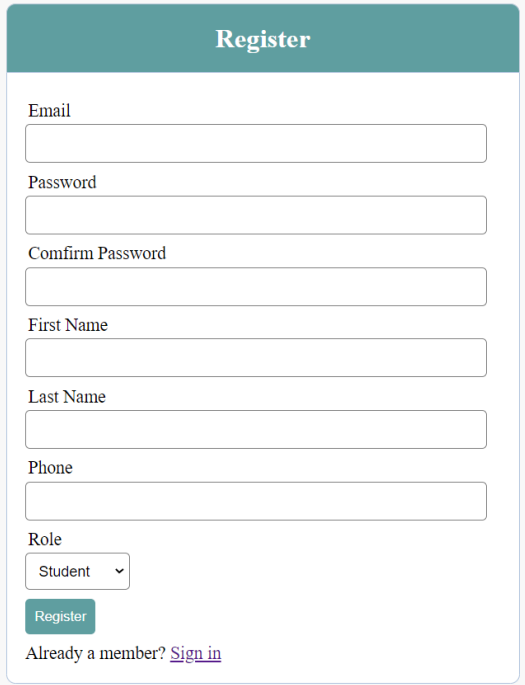 Register
Email
Password
Comfirm Password
First Name
Last Name
Phone
Role
Student
Register
Already a member? Sign in